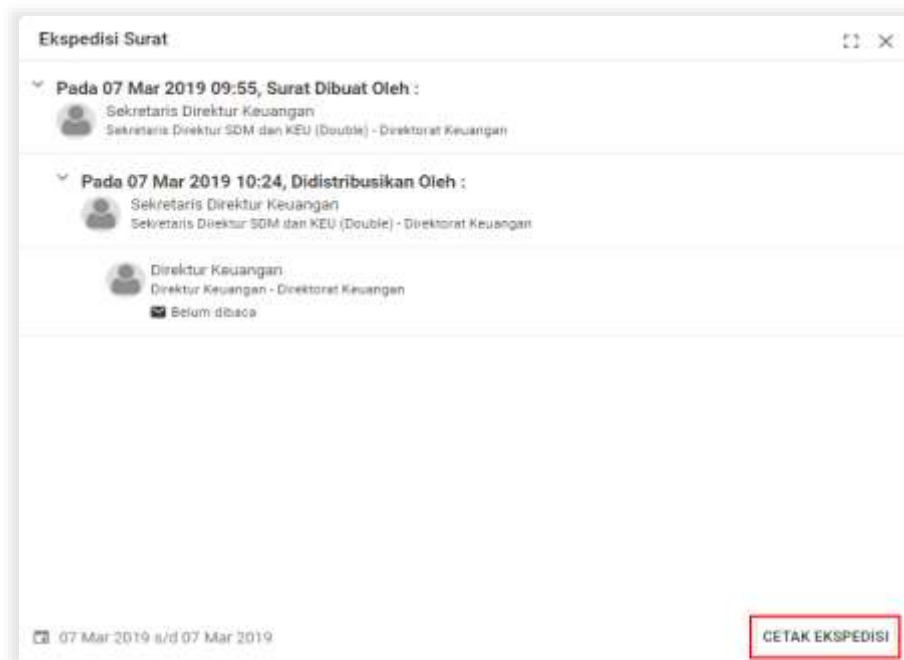 Ekspedisi Surat
Pada 07 Mar 2019 09:55, Surat Dibuat Oleh :
Sekretaris Direktur Keuangan
Sekretaris Direktur SDM dan KEU (Double) - Direktorat Keuangan
Pada 07 Mar 2019 10:24, Didistribusikan Oleh :
Sekretaris Direktur Keuangan
Sekretaris Direktur SDM dan KEU (Double) - Direktorat Keuangan
Direktur Keuangan
Direktur Keuangan - Direktorat Keuangan
Belum dibaca
07 Mar 2019 s/d 07 Mar 2019
CETAK EKSPEDISI